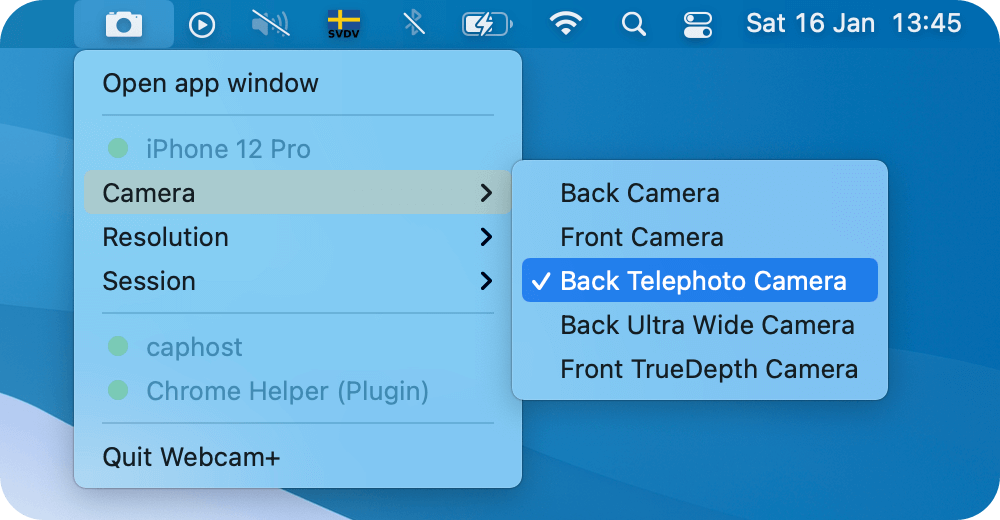 SVDV
Sat 16 Jan 13:45
Open app window
iPhone 12 Pro
Camera
Resolution
Session
caphost
Chrome Helper (Plugin)
Quit Webcam+
Back Camera
Front Camera
Back Telephoto Camera
Back Ultra Wide Camera
Front TrueDepth Camera